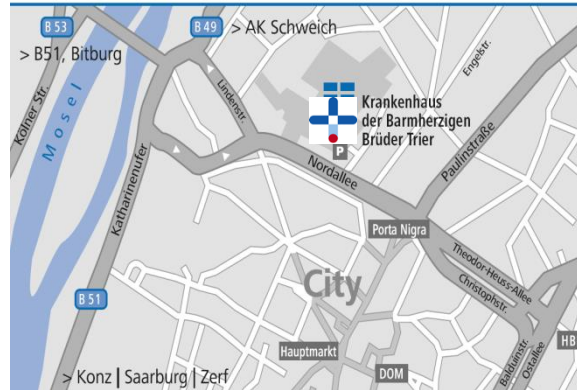 B 53
B 49
> AK Schweich
> B51, Bitburg
Kölner Str.
Mosel
Lindenstr.
Engelstr.
Krankenhaus
der Barmherzigen
Brüder Trier
P
Paulinstraße
Nordallee
Katharinenufer
Porta Nigra
Theodor-Heuss-Allee
Christophstr.
City
B 51
Hauptmarkt
HB
Balduinstr.
Ostallee
DOM
> Konz | Saarburg | Zerf